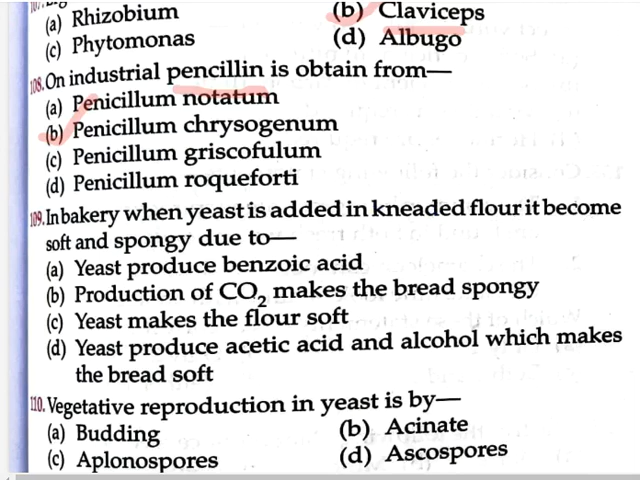 (a) Rhizobium (b) Claviceps
(c) Phytomonas (d) Albugo
108. On industrial pencillin is obtain from—
(a) Penicillum notatum
(b) Penicillum chrysogenum
(c) Penicillum griscofulum
(d) Penicillum roqueforti
109. In bakery when yeast is added in kneaded flour it become
soft and spongy due to—
(a) Yeast produce benzoic acid
(b) Production of CO₂ makes the bread spongy
(c) Yeast makes the flour soft
(d) Yeast produce acetic acid and alcohol which makes
the bread soft
110. Vegetative reproduction in yeast is by—
(a) Budding (b) Acinate
(c) Aplonospores (d) Ascospores